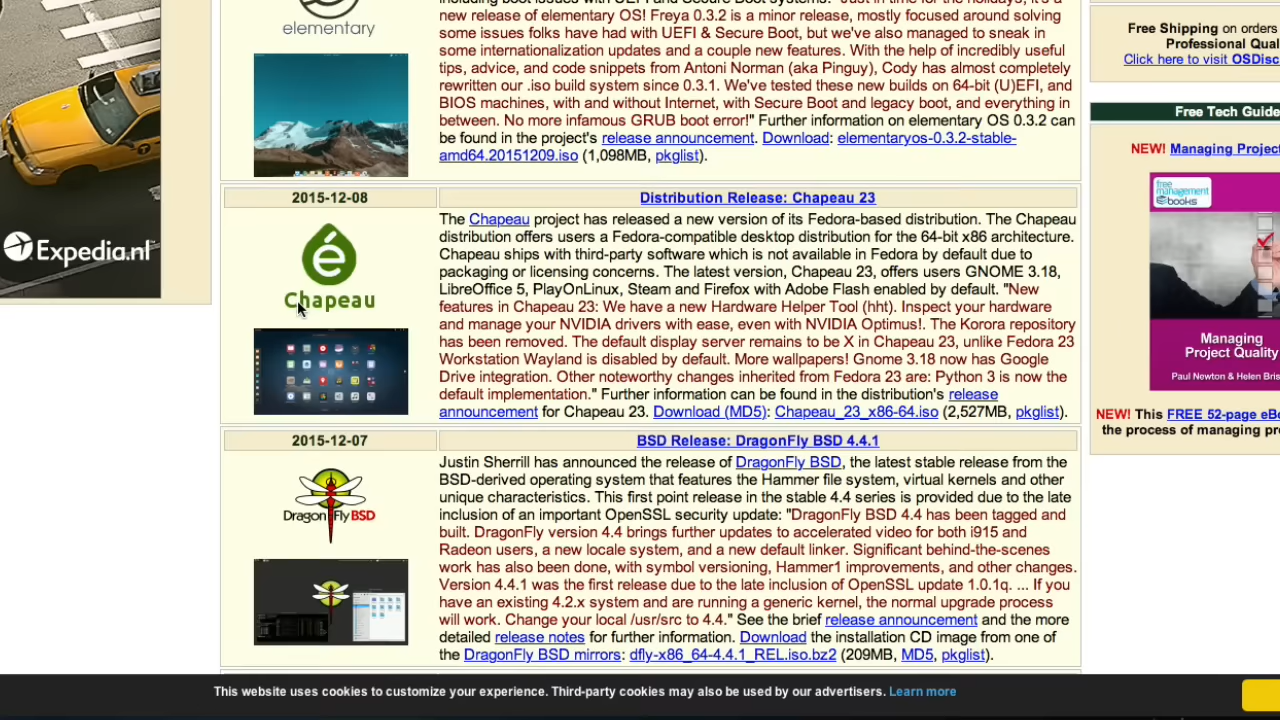 elementary
including boot issues with UEFI and Secure Boot systems: "Just in time for the holidays, it's a
new release of elementary OS! Freya 0.3.2 is a minor release, mostly focused around solving
some issues folks have had with UEFI & Secure Boot, but we've also managed to sneak in
some internationalization updates and a couple new features. With the help of incredibly useful
tips, advice, and code snippets from Antoni Norman (aka Pinguy), Cody has almost completely
rewritten our .iso build system since 0.3.1. We've tested these new builds on 64-bit (U)EFI, and
BIOS machines, with and without Internet, with Secure Boot and legacy boot, and everything in
between. No more infamous GRUB boot error!" Further information on elementary OS 0.3.2 can
be found in the project's release announcement. Download: elementaryos-0.3.2-stable-
amd64.20151209.iso (1,098MB, pkglist).
2015-12-08
Distribution Release: Chapeau 23
é
Chapeau
The Chapeau project has released a new version of its Fedora-based distribution. The Chapeau
distribution offers users a Fedora-compatible desktop distribution for the 64-bit x86 architecture.
Chapeau ships with third-party software which is not available in Fedora by default due to
packaging or licensing concerns. The latest version, Chapeau 23, offers users GNOME 3.18,
LibreOffice 5, PlayOnLinux, Steam and Firefox with Adobe Flash enabled by default. "New
features in Chapeau 23: We have a new Hardware Helper Tool (hht). Inspect your hardware
and manage your NVIDIA drivers with ease, even with NVIDIA Optimus!. The Korora repository
has been removed. The default display server remains to be X in Chapeau 23, unlike Fedora 23
Workstation Wayland is disabled by default. More wallpapers! Gnome 3.18 now has Google
Drive integration. Other noteworthy changes inherited from Fedora 23 are: Python 3 is now the
default implementation." Further information can be found in the distribution's release
announcement for Chapeau 23. Download (MD5): Chapeau_23_x86-64.iso (2,527MB, pkglist).
2015-12-07
BSD Release: DragonFly BSD 4.4.1
DragonFly BSD
Justin Sherrill has announced the release of DragonFly BSD, the latest stable release from the
BSD-derived operating system that features the Hammer file system, virtual kernels and other
unique characteristics. This first point release in the stable 4.4 series is provided due to the late
inclusion of an important OpenSSL security update: "DragonFly BSD 4.4 has been tagged and
built. DragonFly version 4.4 brings further updates to accelerated video for both i915 and
Radeon users, a new locale system, and a new default linker. Significant behind-the-scenes
work has also been done, with symbol versioning, Hammer1 improvements, and other changes.
Version 4.4.1 was the first release due to the late inclusion of OpenSSL update 1.0.1q. ... If you
have an existing 4.2.x system and are running a generic kernel, the normal upgrade process
will work. Change your local /usr/src to 4.4." See the brief release announcement and the more
detailed release notes for further information. Download the installation CD image from one of
the DragonFly BSD mirrors: dfly-x86_64-4.4.1_REL.iso.bz2 (209MB, MD5, pkglist).
Expedia.nl
Free Shipping on orders
Professional Qual
Click here to visit OSDisc
Free Tech Guide
NEW! Managing Project
free
management
books
Managing
Project Quality
Paul Newton & Helen Bris
NEW! This FREE 52-page eBo
the process of managing pro
This website uses cookies to customize your experience. Third-party cookies may also be used by our advertisers. Learn more